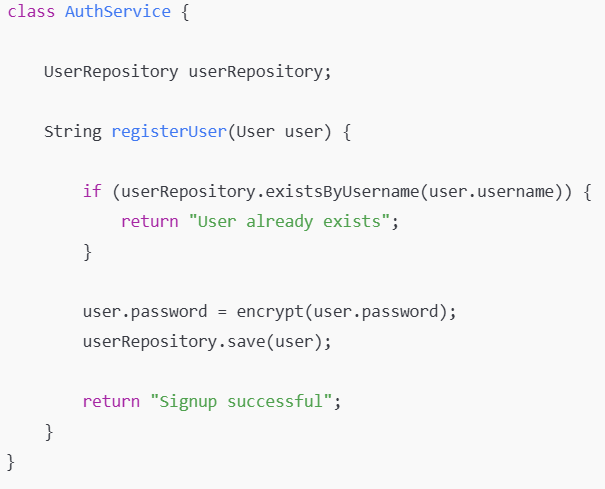 class AuthService {
UserRepository userRepository;
String registerUser(User user) {
if (userRepository.existsByUsername(user.username)) {
return "User already exists";
}
user.password = encrypt(user.password);
userRepository.save(user);
return "Signup successful";
}
}